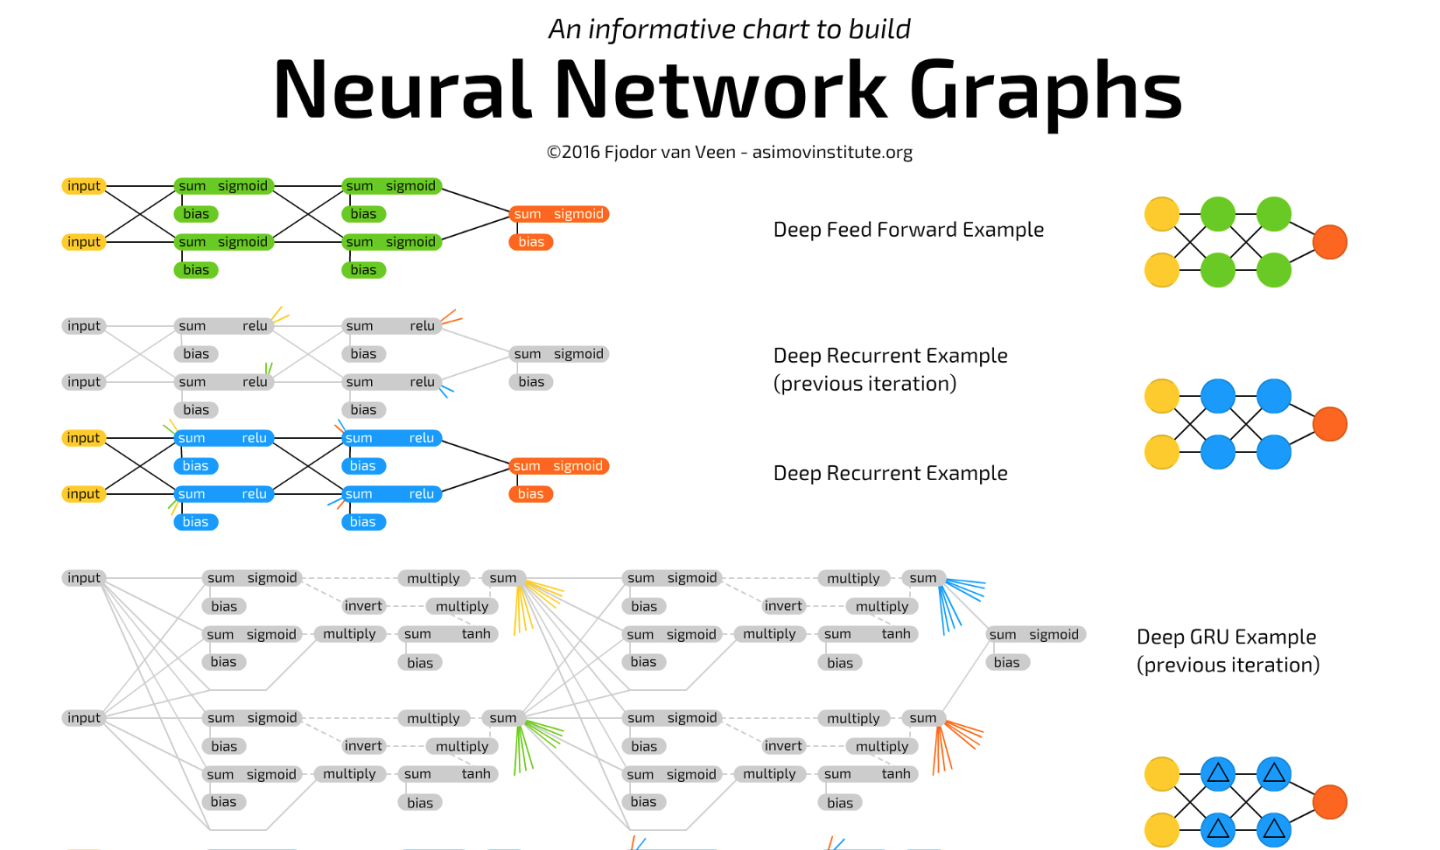 An informative chart to build
Neural Network Graphs
©2016 Fjodor van Veen - asimovinstitute.org
input sum sigmoid sum sigmoid
bias bias sum sigmoid
input sum sigmoid sum sigmoid bias
bias bias
Deep Feed Forward Example
input sum relu sum relu
bias bias sum sigmoid
input sum relu sum relu bias
bias bias
Deep Recurrent Example
(previous iteration)
input sum relu sum relu
bias bias sum sigmoid
input sum relu sum relu bias
bias bias
Deep Recurrent Example
input sum sigmoid multiply sum sum sigmoid multiply sum
bias invert multiply bias invert multiply
sum sigmoid multiply sum tanh sum sigmoid multiply sum tanh sum sigmoid
bias bias bias bias bias
Deep GRU Example
(previous iteration)
input sum sigmoid multiply sum sum sigmoid multiply sum
bias invert multiply bias invert multiply
sum sigmoid multiply sum tanh sum sigmoid multiply sum tanh
bias bias bias bias